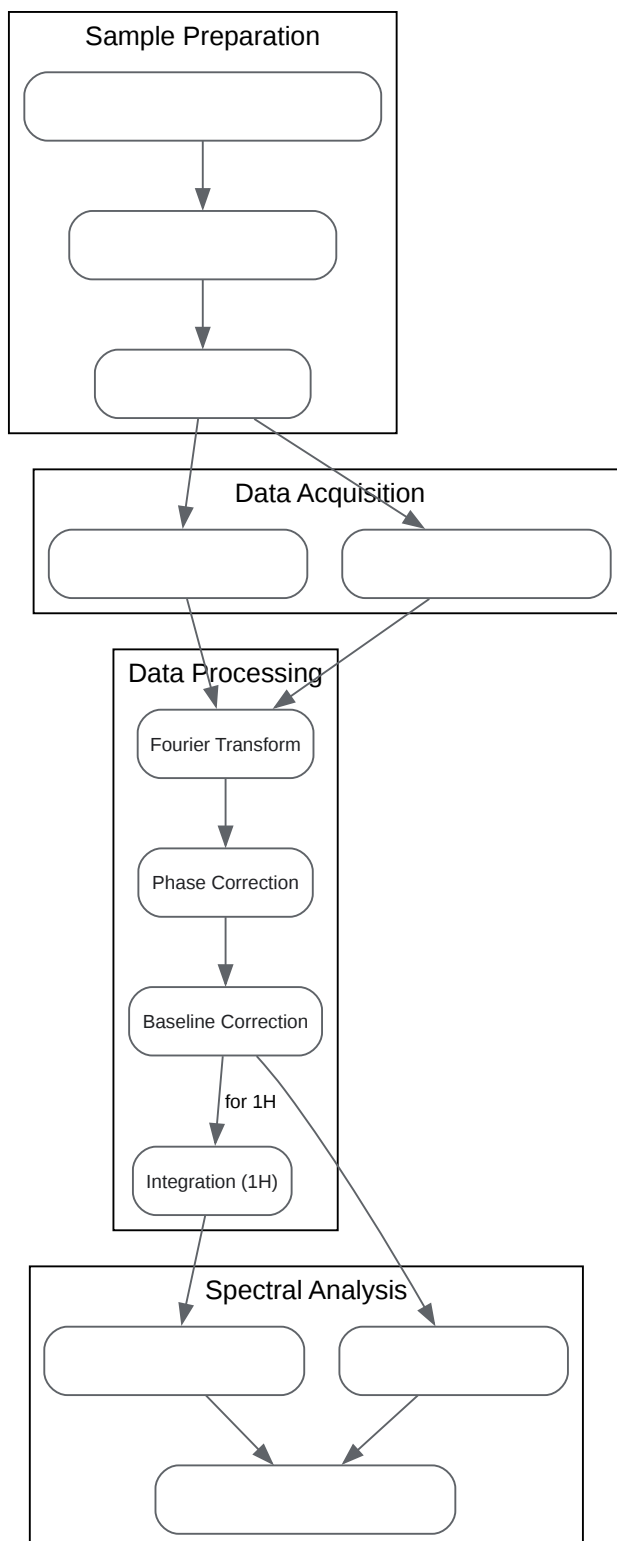 Sample Preparation
Data Acquisition
Data Processing
Fourier Transform
Phase Correction
Baseline Correction
for 1H
Integration (1H)
Spectral Analysis